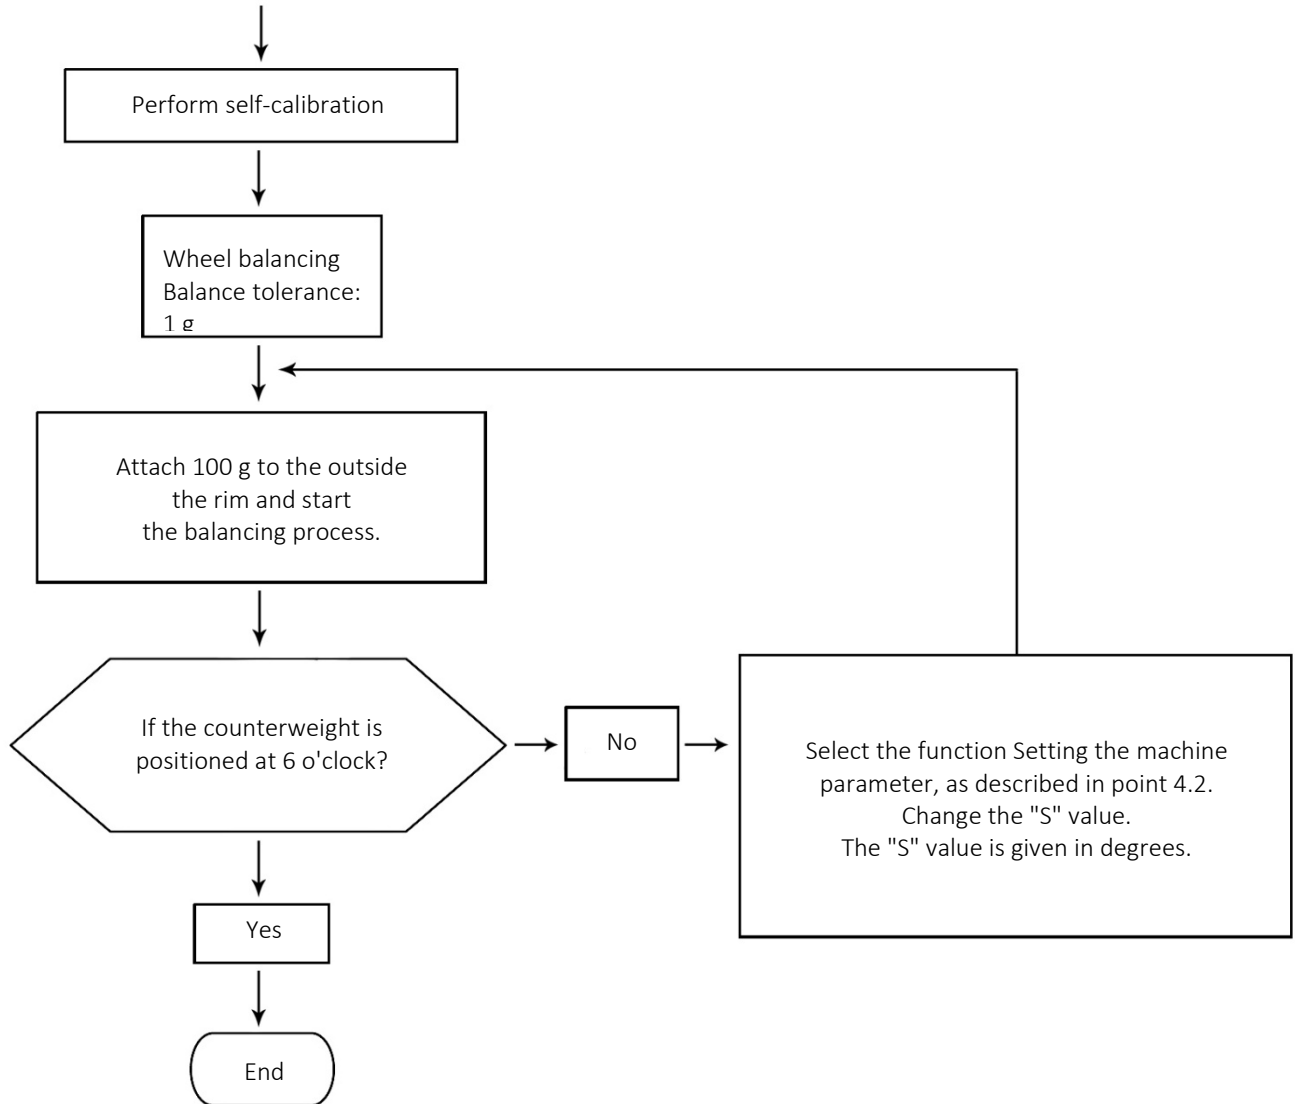 Perform self-calibration
Wheel balancing
Balance tolerance:
1 g
Attach 100 g to the outside
the rim and start
the balancing process.
If the counterweight is
positioned at 6 o'clock?
No
Select the function Setting the machine
parameter, as described in point 4.2.
Change the "S" value.
The "S" value is given in degrees.
Yes
End